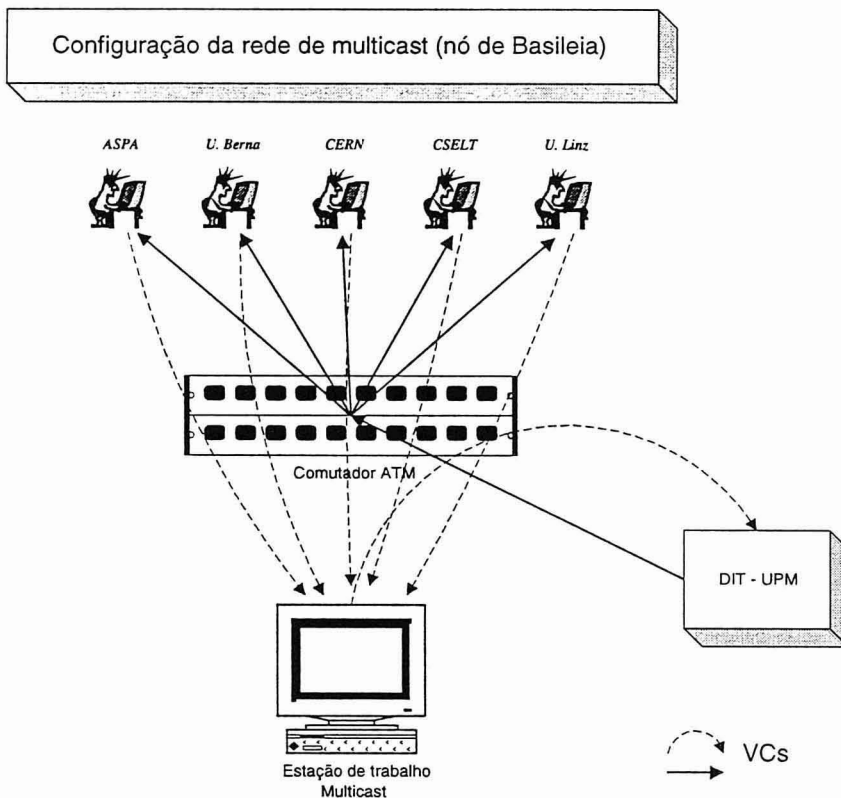 Configuração da rede de multicast (nó de Basileia)
ASPA U. Berna CERN CSELT U. Linz
Comutador ATM
DIT - UPM
VCs
Estação de trabalho
Multicast